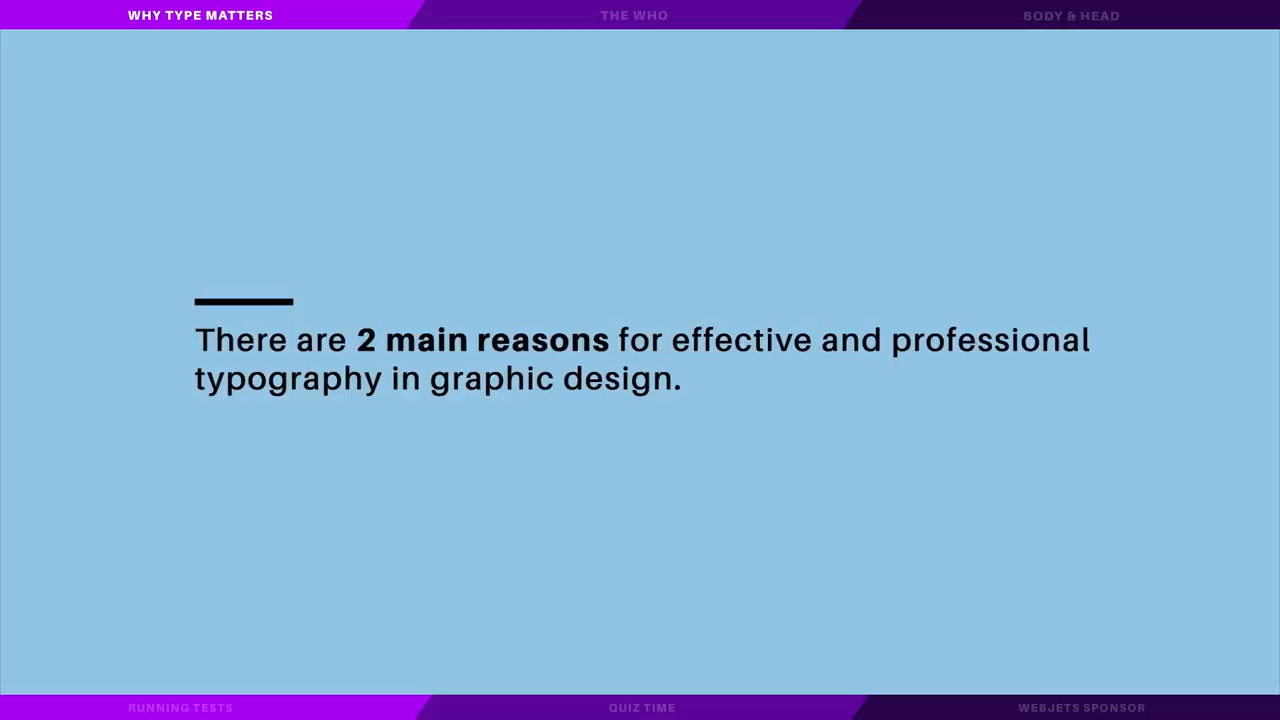 WHY TYPE MATTERS
THE WHO
BODY & HEAD
There are 2 main reasons for effective and professional
typography in graphic design.
RUNNING TESTS
QUIZ TIME
WEBJETS SPONSOR